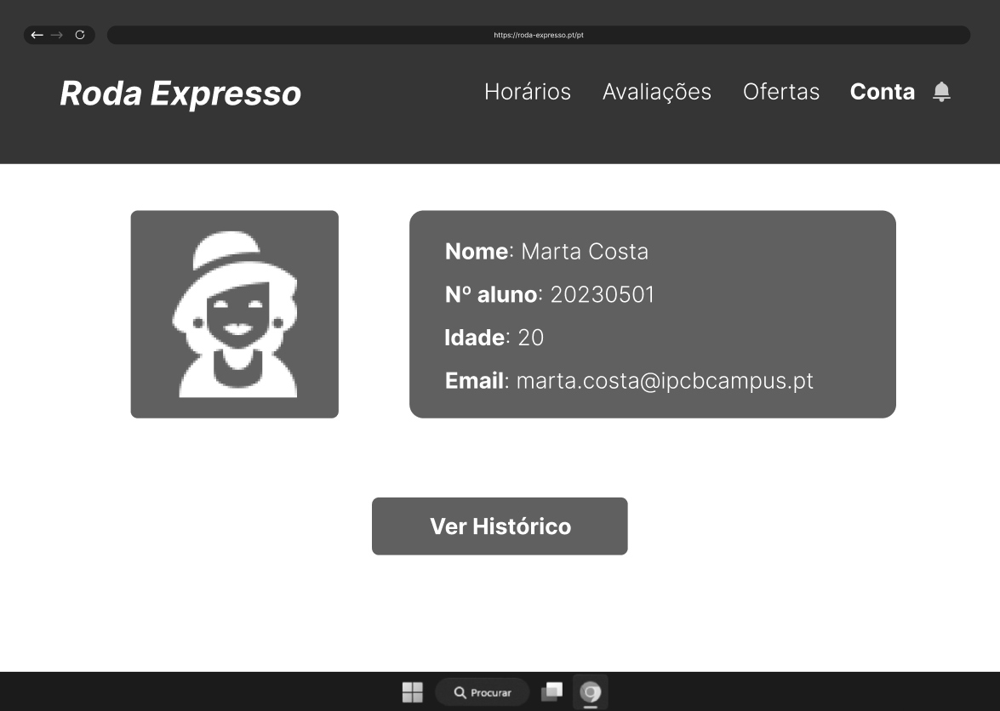 https://roda-expresso.pt/pt
Roda Expresso
Horários Avaliações Ofertas Conta
Nome: Marta Costa
Nº aluno: 20230501
Idade: 20
Email: marta.costa@ipcbcampus.pt
Ver Histórico
Procurar